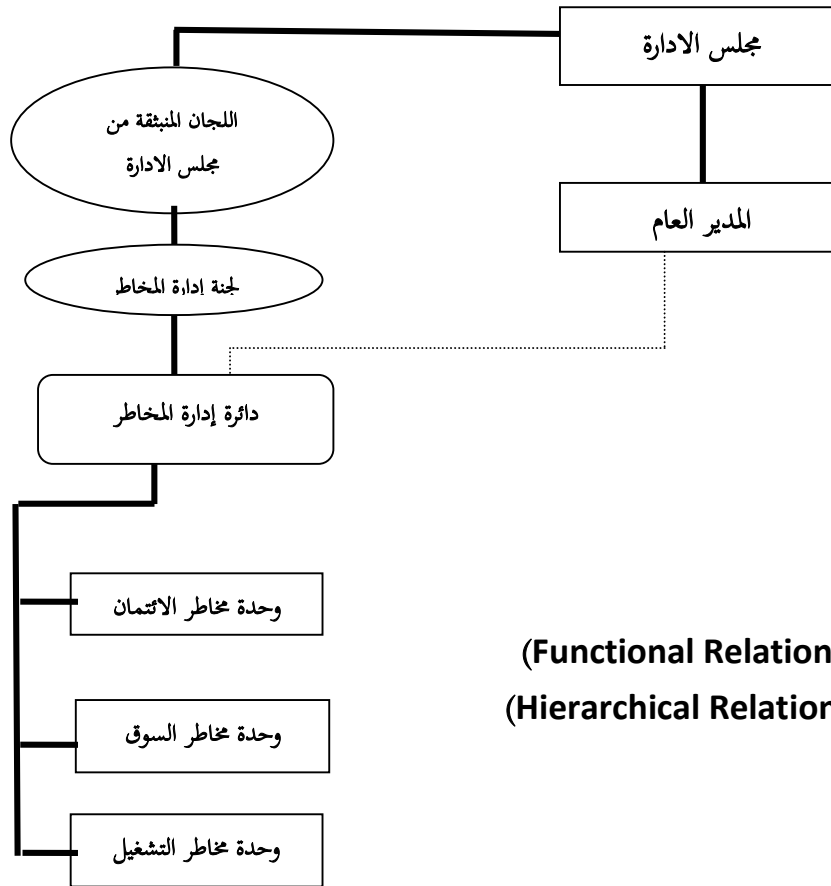 مجلس الادارة
اللجان المنبثقة من
مجلس الادارة
المدير العام
لجنة إدارة المخاط
دائرة إدارة المخاطر
وحدة مخاطر الائتمان
(Functional Relation
(Hierarchical Relation
وحدة مخاطر السوق
وحدة مخاطر التشغيل